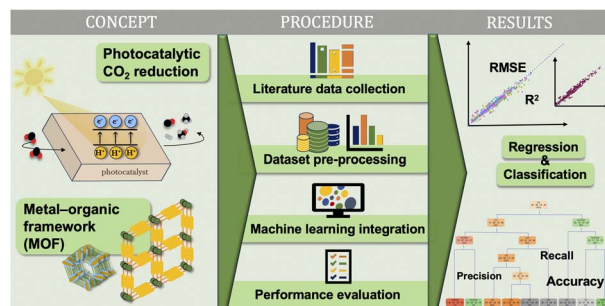 CONCEPT
PROCEDURE
RESULTS
Photocatalytic
CO₂ reduction
e⁻ e⁻ e⁻
H⁺ H⁺ H⁺
photocatalyst
Metal–organic
framework
(MOF)
Literature data collection
Dataset pre-processing
Machine learning integration
Performance evaluation
RMSE
R²
Regression
&
Classification
Recall
Precision
Accuracy